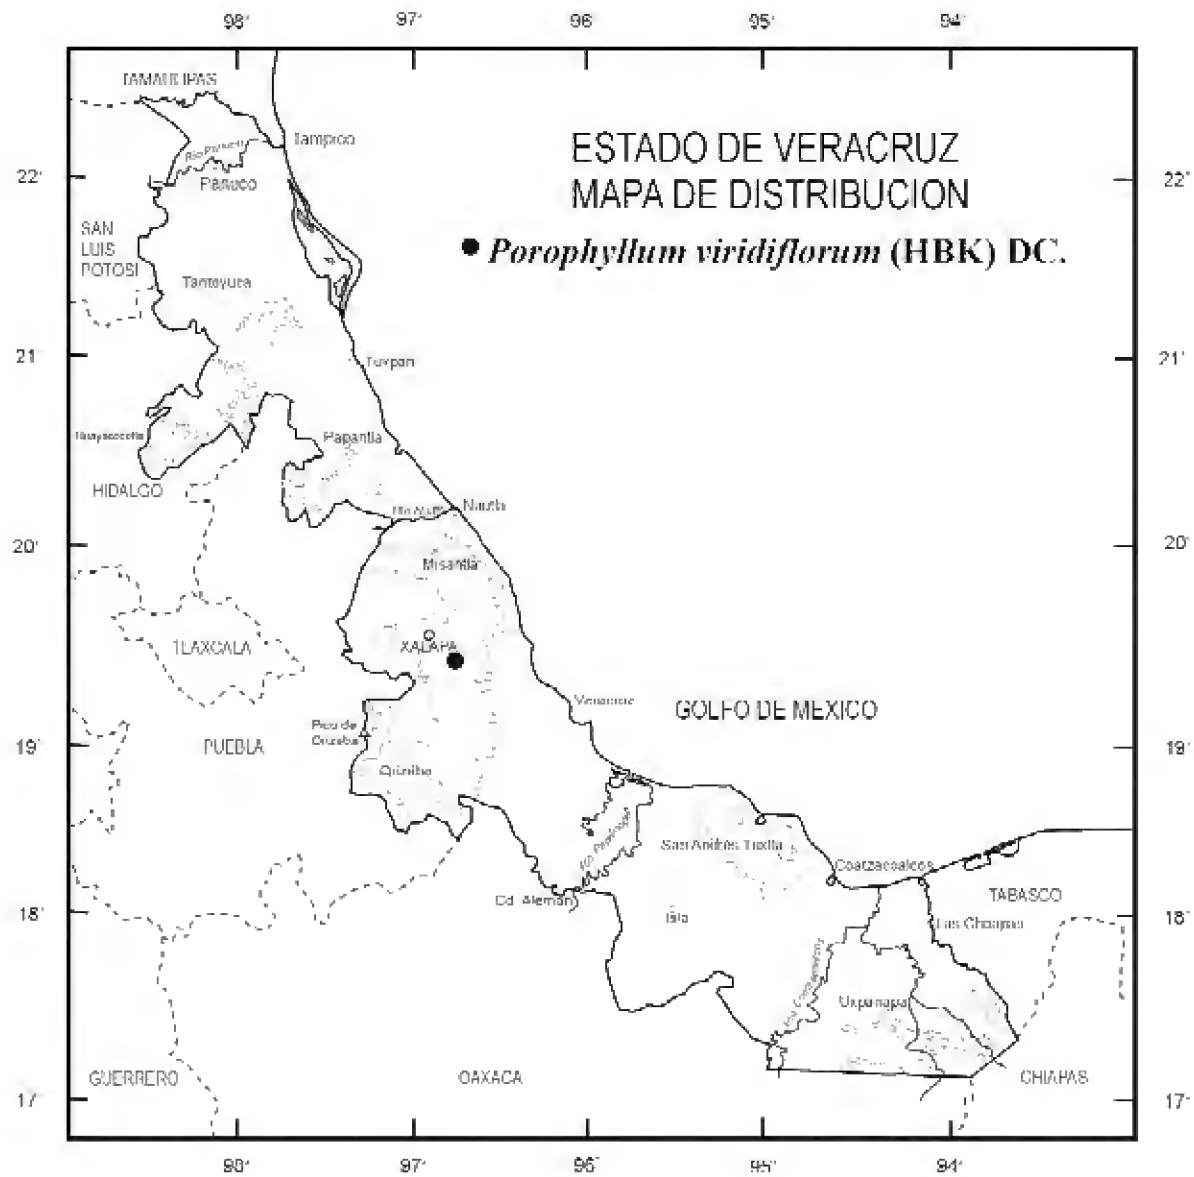 98° 97° 96 95° 94°
TAMAULIPAS
Tampico
Rio Panuco
Pánuco
22° 22°
ESTADO DE VERACRUZ
MAPA DE DISTRIBUCION
● Porophyllum viridiflorum (HBK) DC.
SAN
LUIS
POTOSI
Tantoyuca
21° 21°
Tuxpan
Huayacocotla
Papantla
HIDALGO
Nautla
20° 20°
Misantla
TLAXCALA
XALAPA
Veracruz
GOLFO DE MEXICO
Pico de
Orizaba
PUEBLA
19° 19°
Orizaba
San Andrés Tuxtla
Coatzacoalcos
Cd. Alemán
Isla
TABASCO
18° 18°
Las Choapas
Uxpanapa
GUERRERO
OAXACA
CHIAPAS
17° 17°
98° 97° 96° 95° 94°